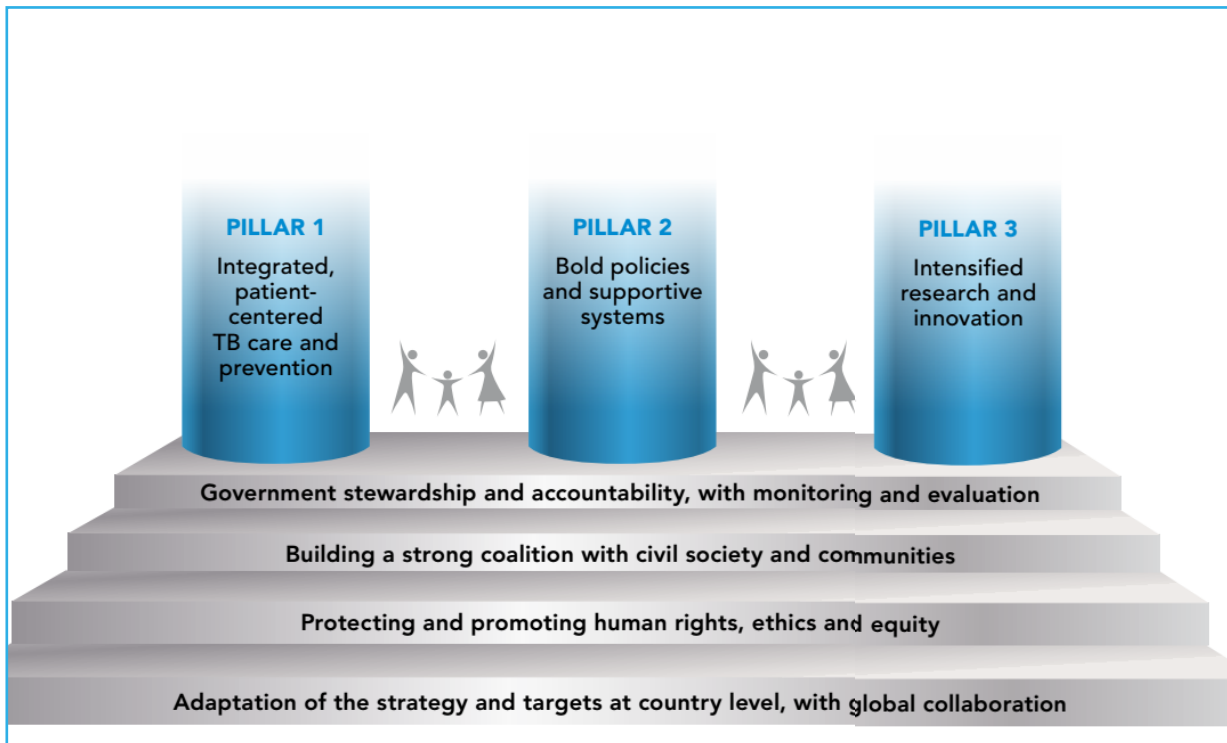 PILLAR 1
Integrated,
patient-
centered
TB care and
prevention
PILLAR 2
Bold policies
and supportive
systems
PILLAR 3
Intensified
research and
innovation
Government stewardship and accountability, with monitoring and evaluation
Building a strong coalition with civil society and communities
Protecting and promoting human rights, ethics and equity
Adaptation of the strategy and targets at country level, with global collaboration